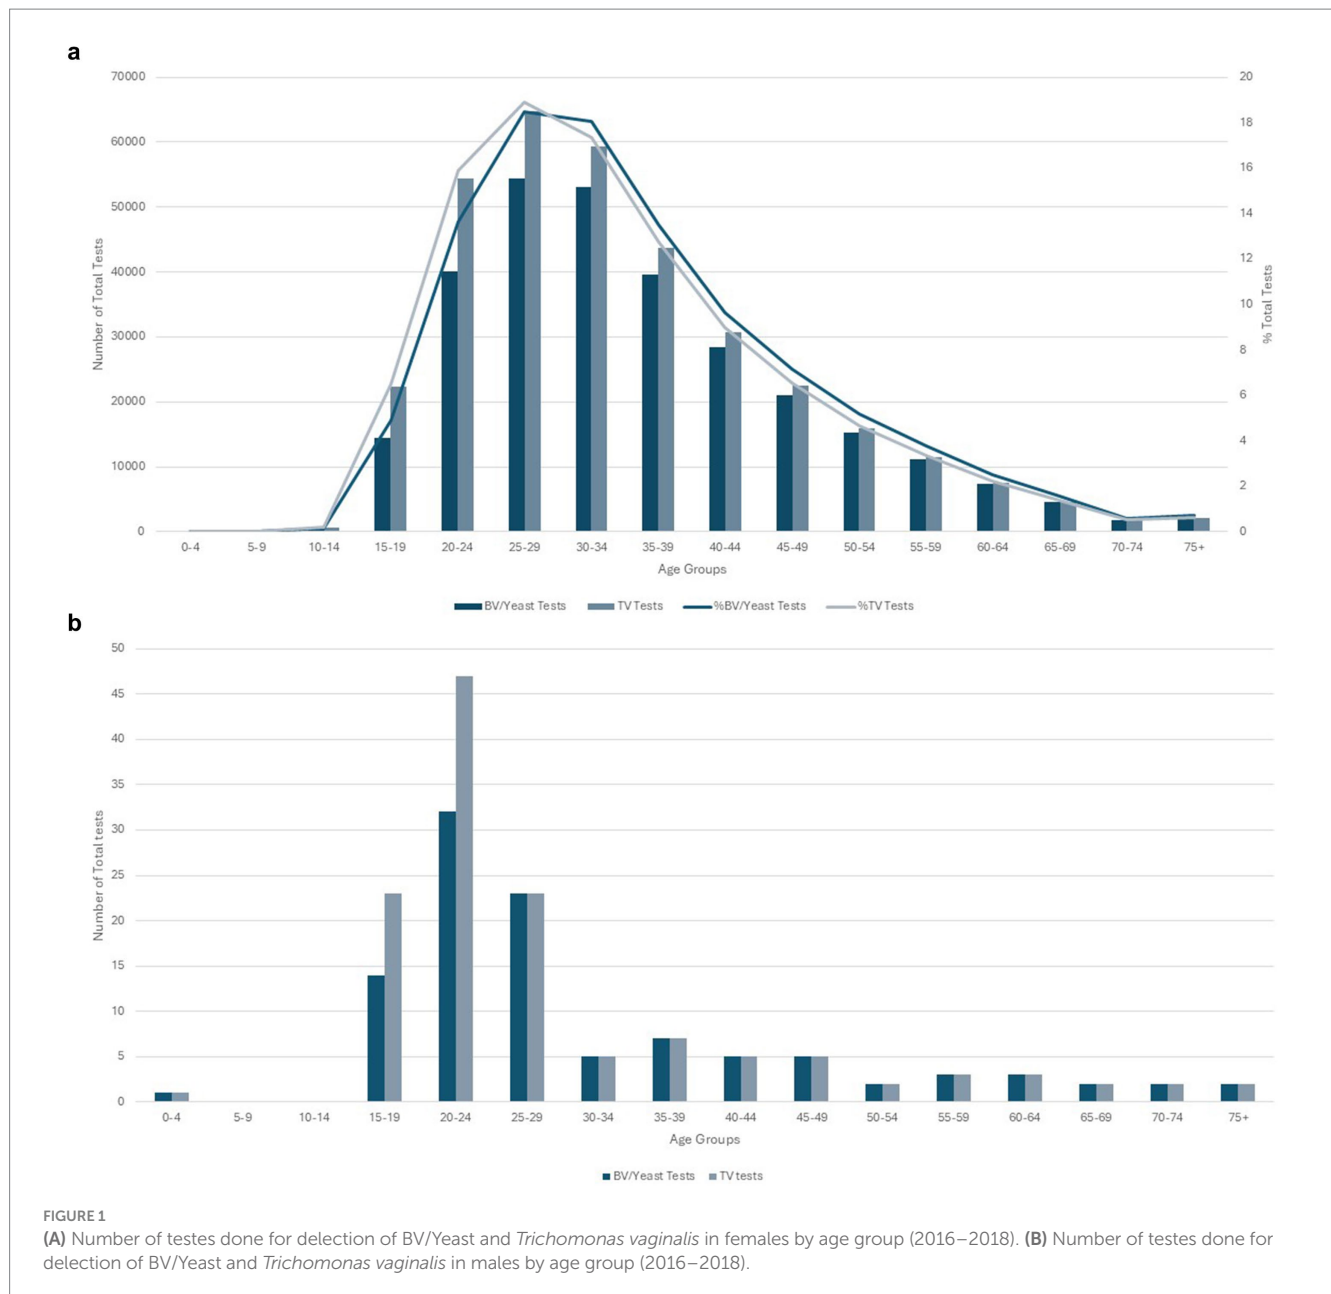 a
70000
60000
50000
40000
30000
20000
10000
0
Number of Total Tests
20
18
16
14
12
10
8
6
4
2
0
% Total Tests
0-4 5-9 10-14 15-19 20-24 25-29 30-34 35-39 40-44 45-49 50-54 55-59 60-64 65-69 70-74 75+
Age Groups
BV/Yeast Tests TV Tests %BV/Yeast Tests %TV Tests
b
50
45
40
35
30
25
20
15
10
5
0
Number of Total tests
0-4 5-9 10-14 15-19 20-24 25-29 30-34 35-39 40-44 45-49 50-54 55-59 60-64 65-69 70-74 75+
Age Groups
BV/Yeast Tests TV tests
FIGURE 1
(A) Number of testes done for delection of BV/Yeast and Trichomonas vaginalis in females by age group (2016–2018). (B) Number of testes done for
delection of BV/Yeast and Trichomonas vaginalis in males by age group (2016–2018).